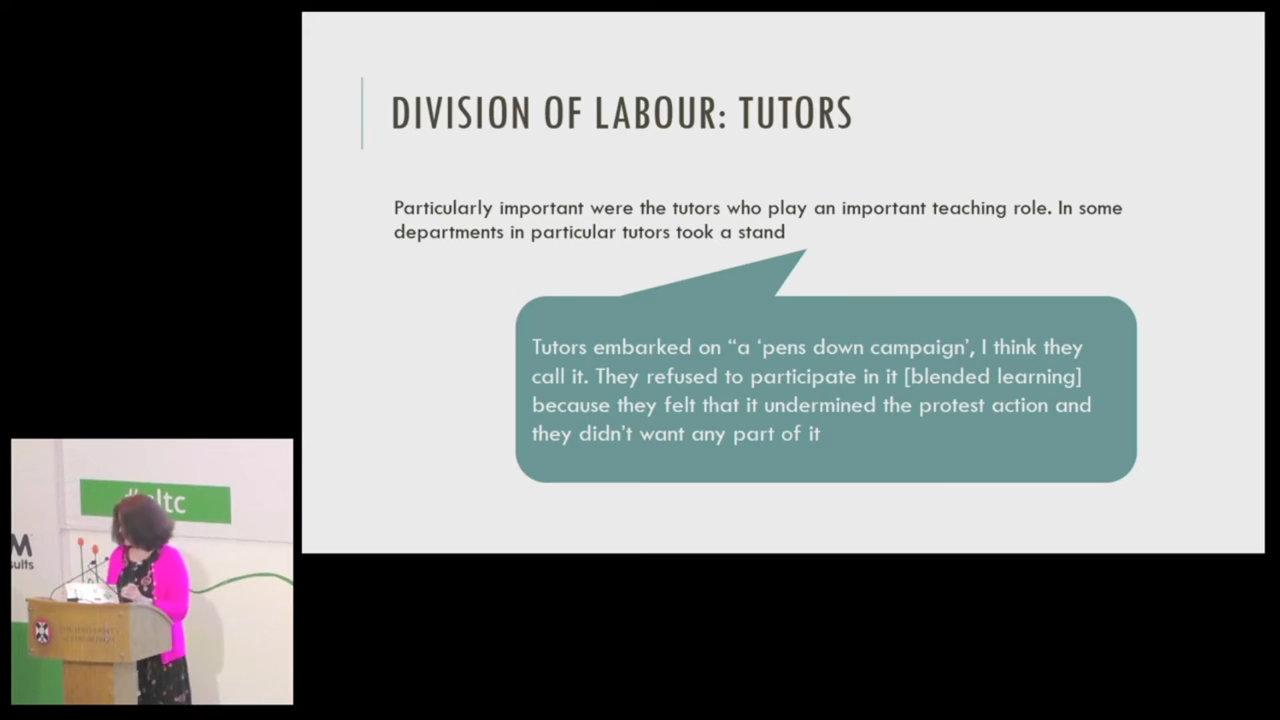 DIVISION OF LABOUR: TUTORS
Particularly important were the tutors who play an important teaching role. In some
departments in particular tutors took a stand
Tutors embarked on “a ‘pens down campaign’, I think they
call it. They refused to participate in it [blended learning]
because they felt that it undermined the protest action and
they didn’t want any part of it